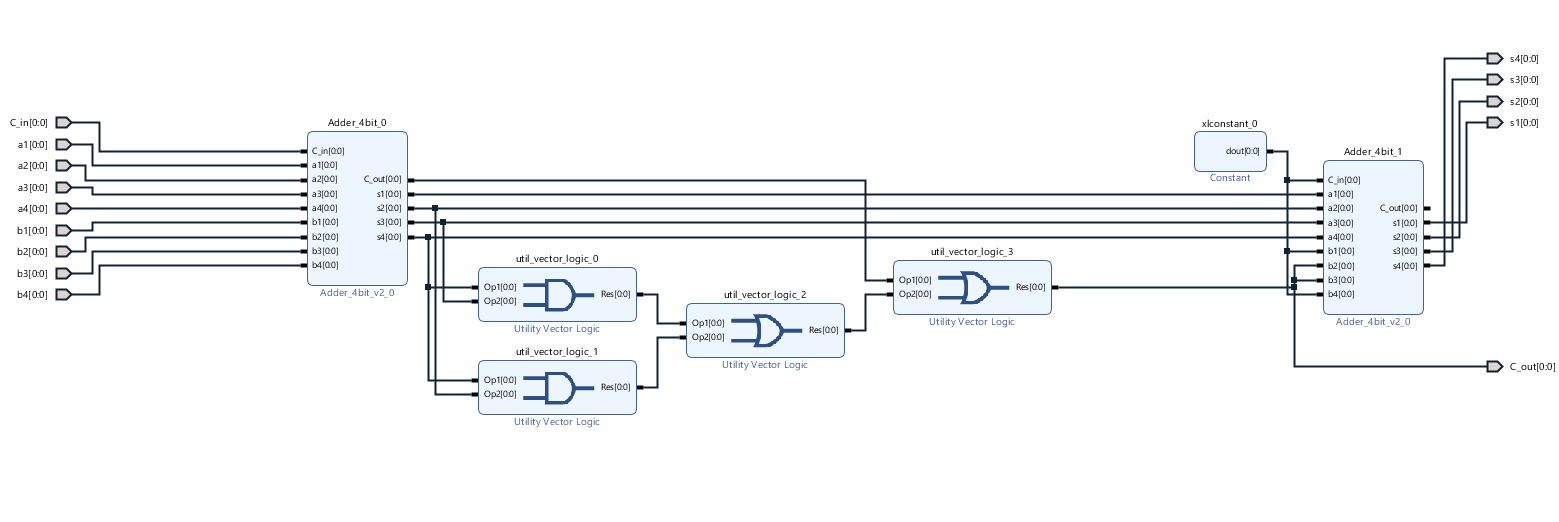 C_in[0:0]
a1[0:0]
a2[0:0]
a3[0:0]
a4[0:0]
b1[0:0]
b2[0:0]
b3[0:0]
b4[0:0]
Adder_4bit_0
C_in[0:0]
a1[0:0]
a2[0:0]
a3[0:0]
a4[0:0]
b1[0:0]
b2[0:0]
b3[0:0]
b4[0:0]
C_out[0:0]
s1[0:0]
s2[0:0]
s3[0:0]
s4[0:0]
Adder_4bit_v2_0
util_vector_logic_0
Op1[0:0]
Op2[0:0]
Res[0:0]
Utility Vector Logic
util_vector_logic_1
Op1[0:0]
Op2[0:0]
Res[0:0]
Utility Vector Logic
util_vector_logic_2
Op1[0:0]
Op2[0:0]
Res[0:0]
Utility Vector Logic
util_vector_logic_3
Op1[0:0]
Op2[0:0]
Res[0:0]
Utility Vector Logic
xlconstant_0
dout[0:0]
Constant
Adder_4bit_1
C_in[0:0]
a1[0:0]
a2[0:0]
a3[0:0]
a4[0:0]
b1[0:0]
b2[0:0]
b3[0:0]
b4[0:0]
C_out[0:0]
s1[0:0]
s2[0:0]
s3[0:0]
s4[0:0]
Adder_4bit_v2_0
s4[0:0]
s3[0:0]
s2[0:0]
s1[0:0]
C_out[0:0]